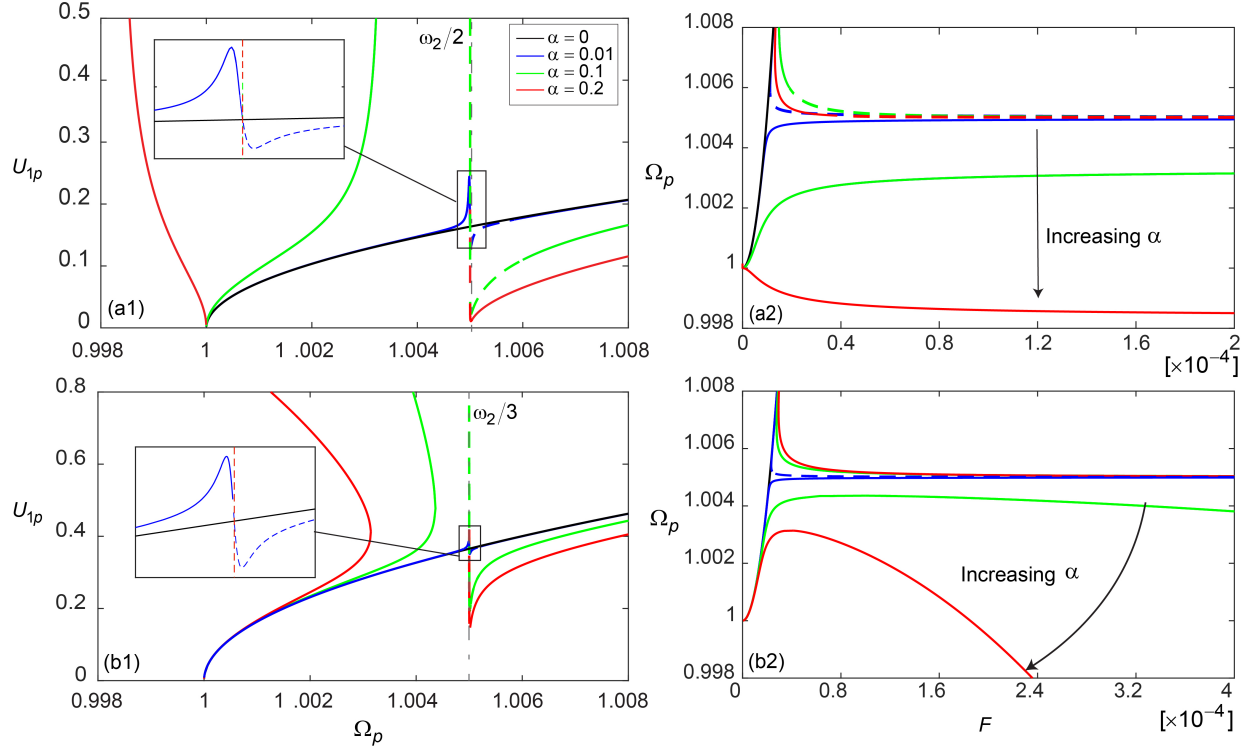 0.5
0.4
0.3
0.2
0.1
0
U1p
ω2/2
α = 0
α = 0.01
α = 0.1
α = 0.2
(a1)
0.998
1
1 .002
1.004
1.006
1.008
1.008
1.006
1.004
1.002
1
0.998
Ωp
Increasing α
(a2)
0
0.4
0.8
1.2
1.6
2
[×10⁻⁴]
0.8
0.6
0.4
0.2
0
U1p
ω2/3
(b1)
0.998
1
1 .002
1.004
1.006
1.008
Ωp
1.008
1.006
1.004
1.002
1
0.998
Ωp
Increasing α
(b2)
0
0.8
1.6
2.4
3.2
4
F
[×10⁻⁴]